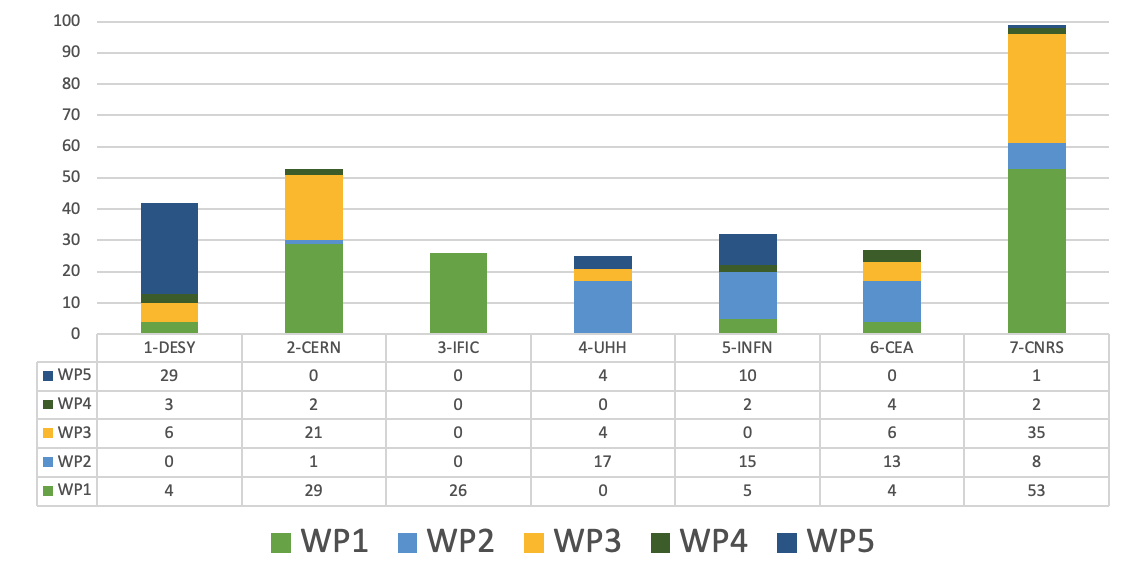 100
90
80
70
60
50
40
30
20
10
0
1-DESY 2-CERN 3-IFIC 4-UHH 5-INFN 6-CEA 7-CNRS
WP5 29 0 0 4 10 0 1
WP4 3 2 0 0 2 4 2
WP3 6 21 0 4 0 6 35
WP2 0 1 0 17 15 13 8
WP1 4 29 26 0 5 4 53
WP1 WP2 WP3 WP4 WP5